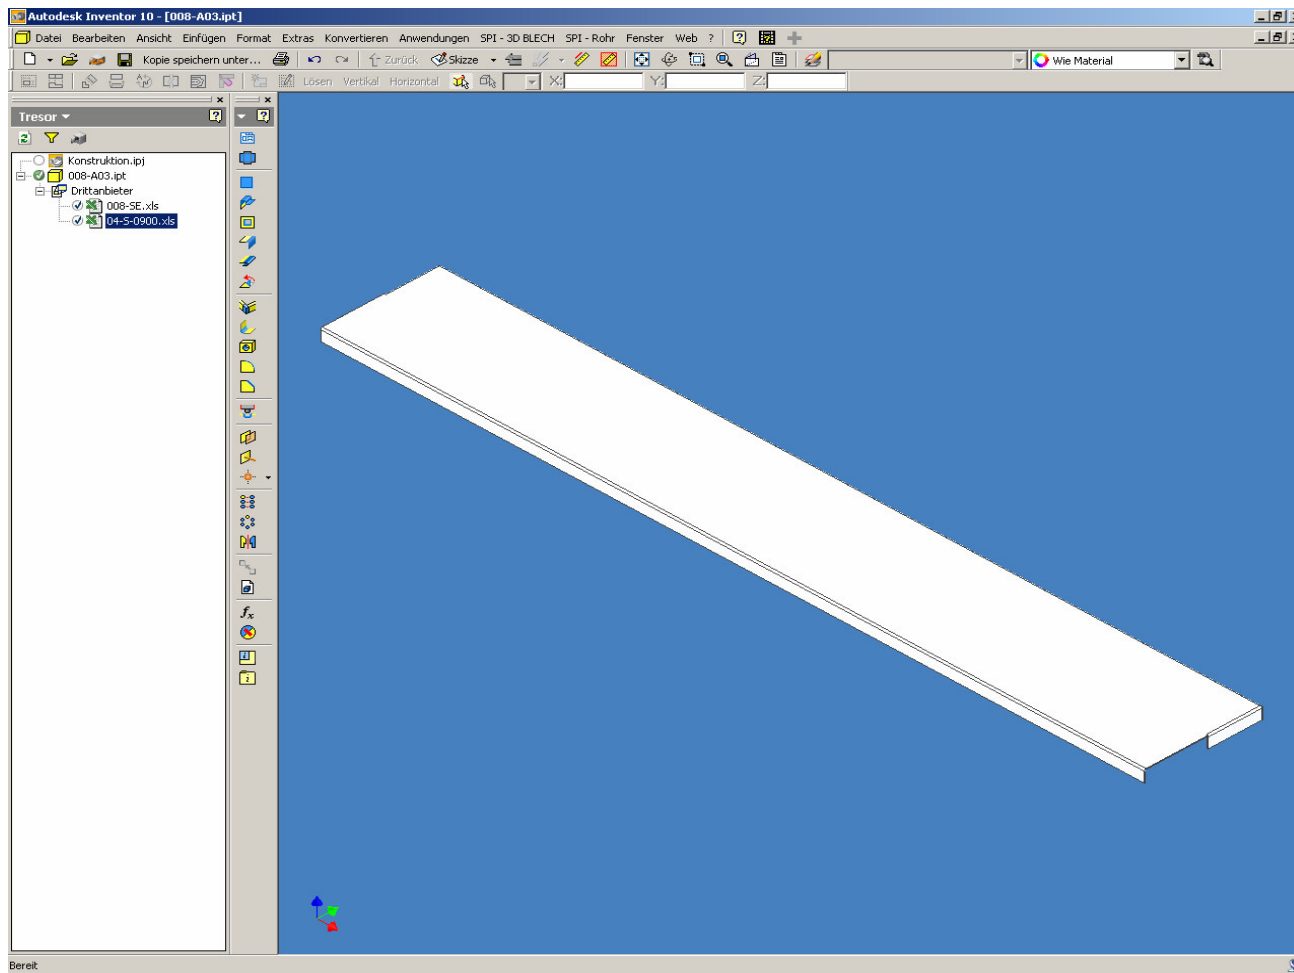 Autodesk Inventor 10 - [008-A03.ipt]
Datei Bearbeiten Ansicht Einfügen Format Extras Konvertieren Anwendungen SPI - 3D BLECH SPI - Rohr Fenster Web ?
Kopie speichern unter... Zurück Skizze Wie Material
Lösen Vertikal Horizontal X: Y: Z:
Tresor
Konstruktion.ipj
008-A03.ipt
Drittanbieter
008-SE.xls
04-S-0900.xls
fx
Bereit